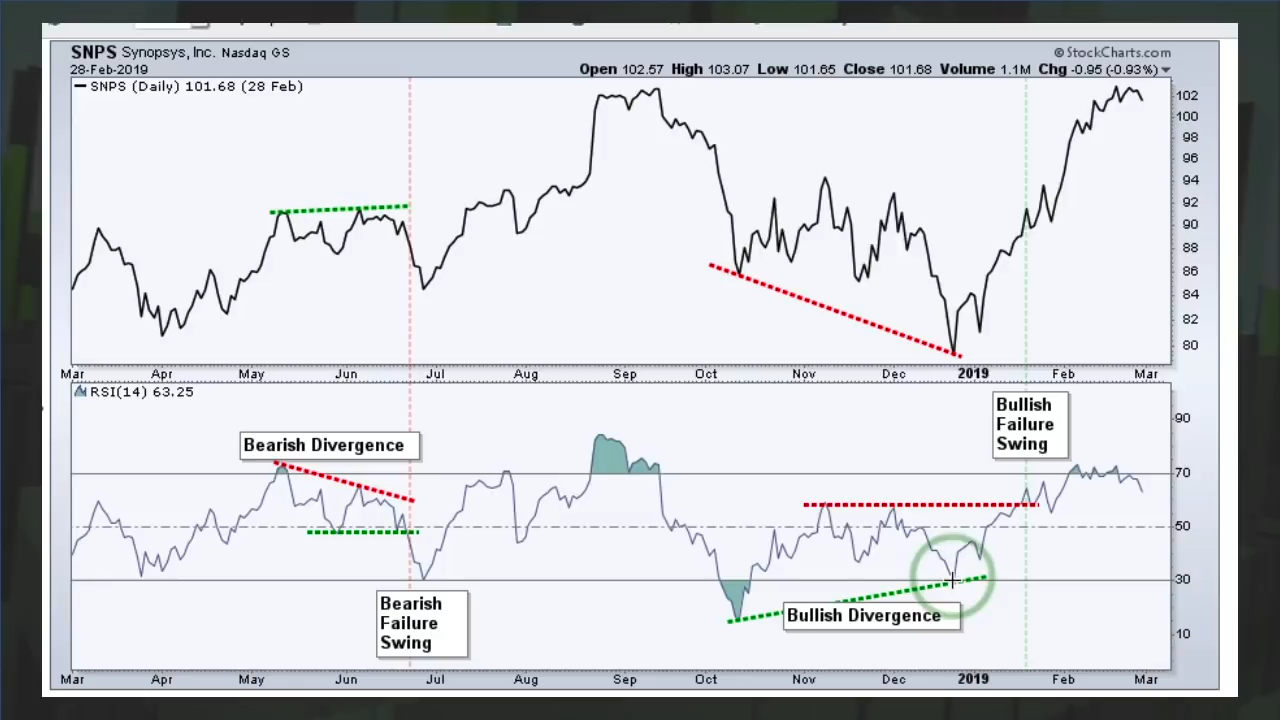 SNPS Synopsys, Inc. Nasdaq GS
© StockCharts.com
28-Feb-2019
Open 102.57 High 103.07 Low 101.65 Close 101.68 Volume 1.1M Chg -0.95 (-0.93%)
SNPS (Daily) 101.68 (28 Feb)
102
100
98
96
94
92
90
88
86
84
82
80
Mar Apr May Jun Jul Aug Sep Oct Nov Dec 2019 Feb Mar
RSI(14) 63.25
Bearish Divergence
Bullish
Failure
Swing
90
70
50
30
10
Bearish
Failure
Swing
Bullish Divergence
Mar Apr May Jun Jul Aug Sep Oct Nov Dec 2019 Feb Mar